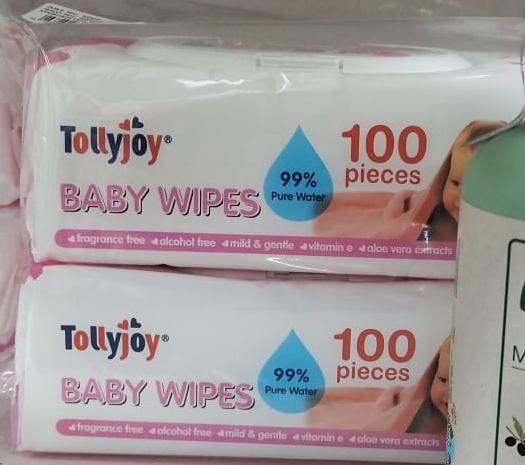 Tollyjoy®
BABY WIPES
99%
Pure Water
100
pieces
fragrance free alcohol free mild & gentle vitamin e aloe vera extracts
Tollyjoy®
BABY WIPES
99%
Pure Water
100
pieces
fragrance free alcohol free mild & gentle vitamin e aloe vera extracts
M